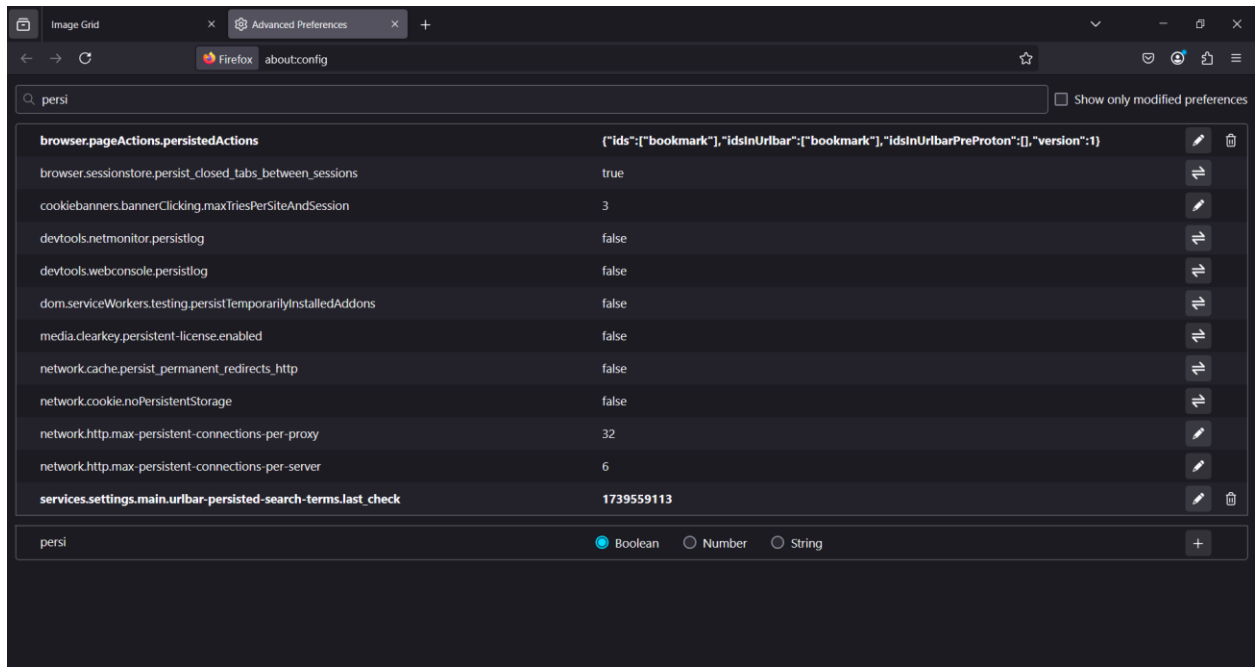 Image Grid
Advanced Preferences
Firefox about:config
persi
Show only modified preferences
browser.pageActions.persistedActions {"ids":["bookmark"],"idsInUrlbar":["bookmark"],"idsInUrlbarPreProton":[],"version":1}
browser.sessionstore.persist_closed_tabs_between_sessions true
cookiebanners.bannerClicking.maxTriesPerSiteAndSession 3
devtools.netmonitor.persistlog false
devtools.webconsole.persistlog false
dom.serviceWorkers.testing.persistTemporarilyInstalledAddons false
media.clearkey.persistent-license.enabled false
network.cache.persist_permanent_redirects_http false
network.cookie.noPersistentStorage false
network.http.max-persistent-connections-per-proxy 32
network.http.max-persistent-connections-per-server 6
services.settings.main.urlbar-persisted-search-terms.last_check 1739559113
persi Boolean Number String